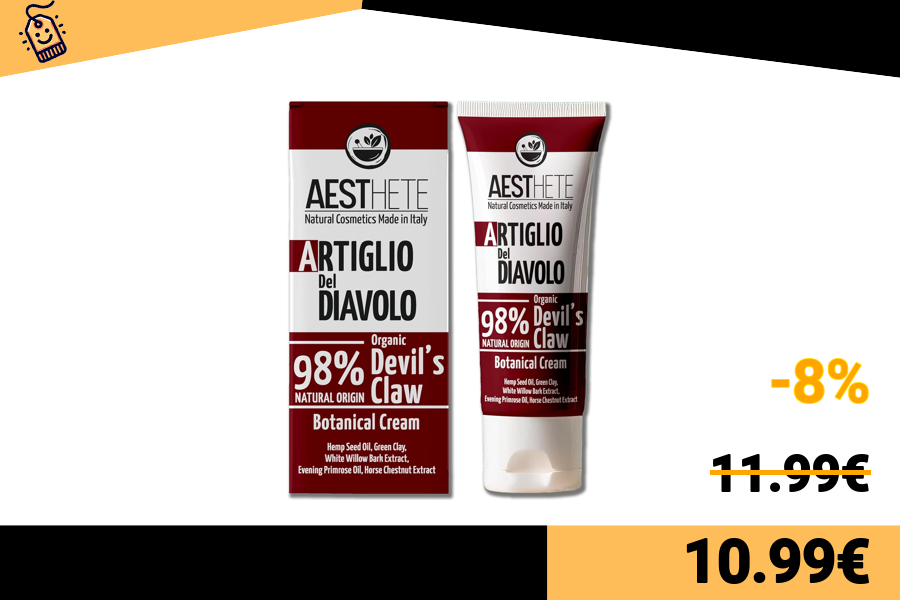 AESTHETE
Natural Cosmetics Made in Italy
ARTIGLIO
Del
DIAVOLO
98%
NATURAL ORIGIN
Organic
Devil's
Claw
Botanical Cream
Hemp Seed Oil, Green Clay,
White Willow Bark Extract,
Evening Primrose Oil, Horse Chestnut Extract
AESTHETE
Natural Cosmetics Made in Italy
ARTIGLIO
Del
DIAVOLO
98%
NATURAL ORIGIN
Organic
Devil's
Claw
Botanical Cream
Hemp Seed Oil, Green Clay,
White Willow Bark Extract,
Evening Primrose Oil, Horse Chestnut Extract
-8%
11.99€
10.99€